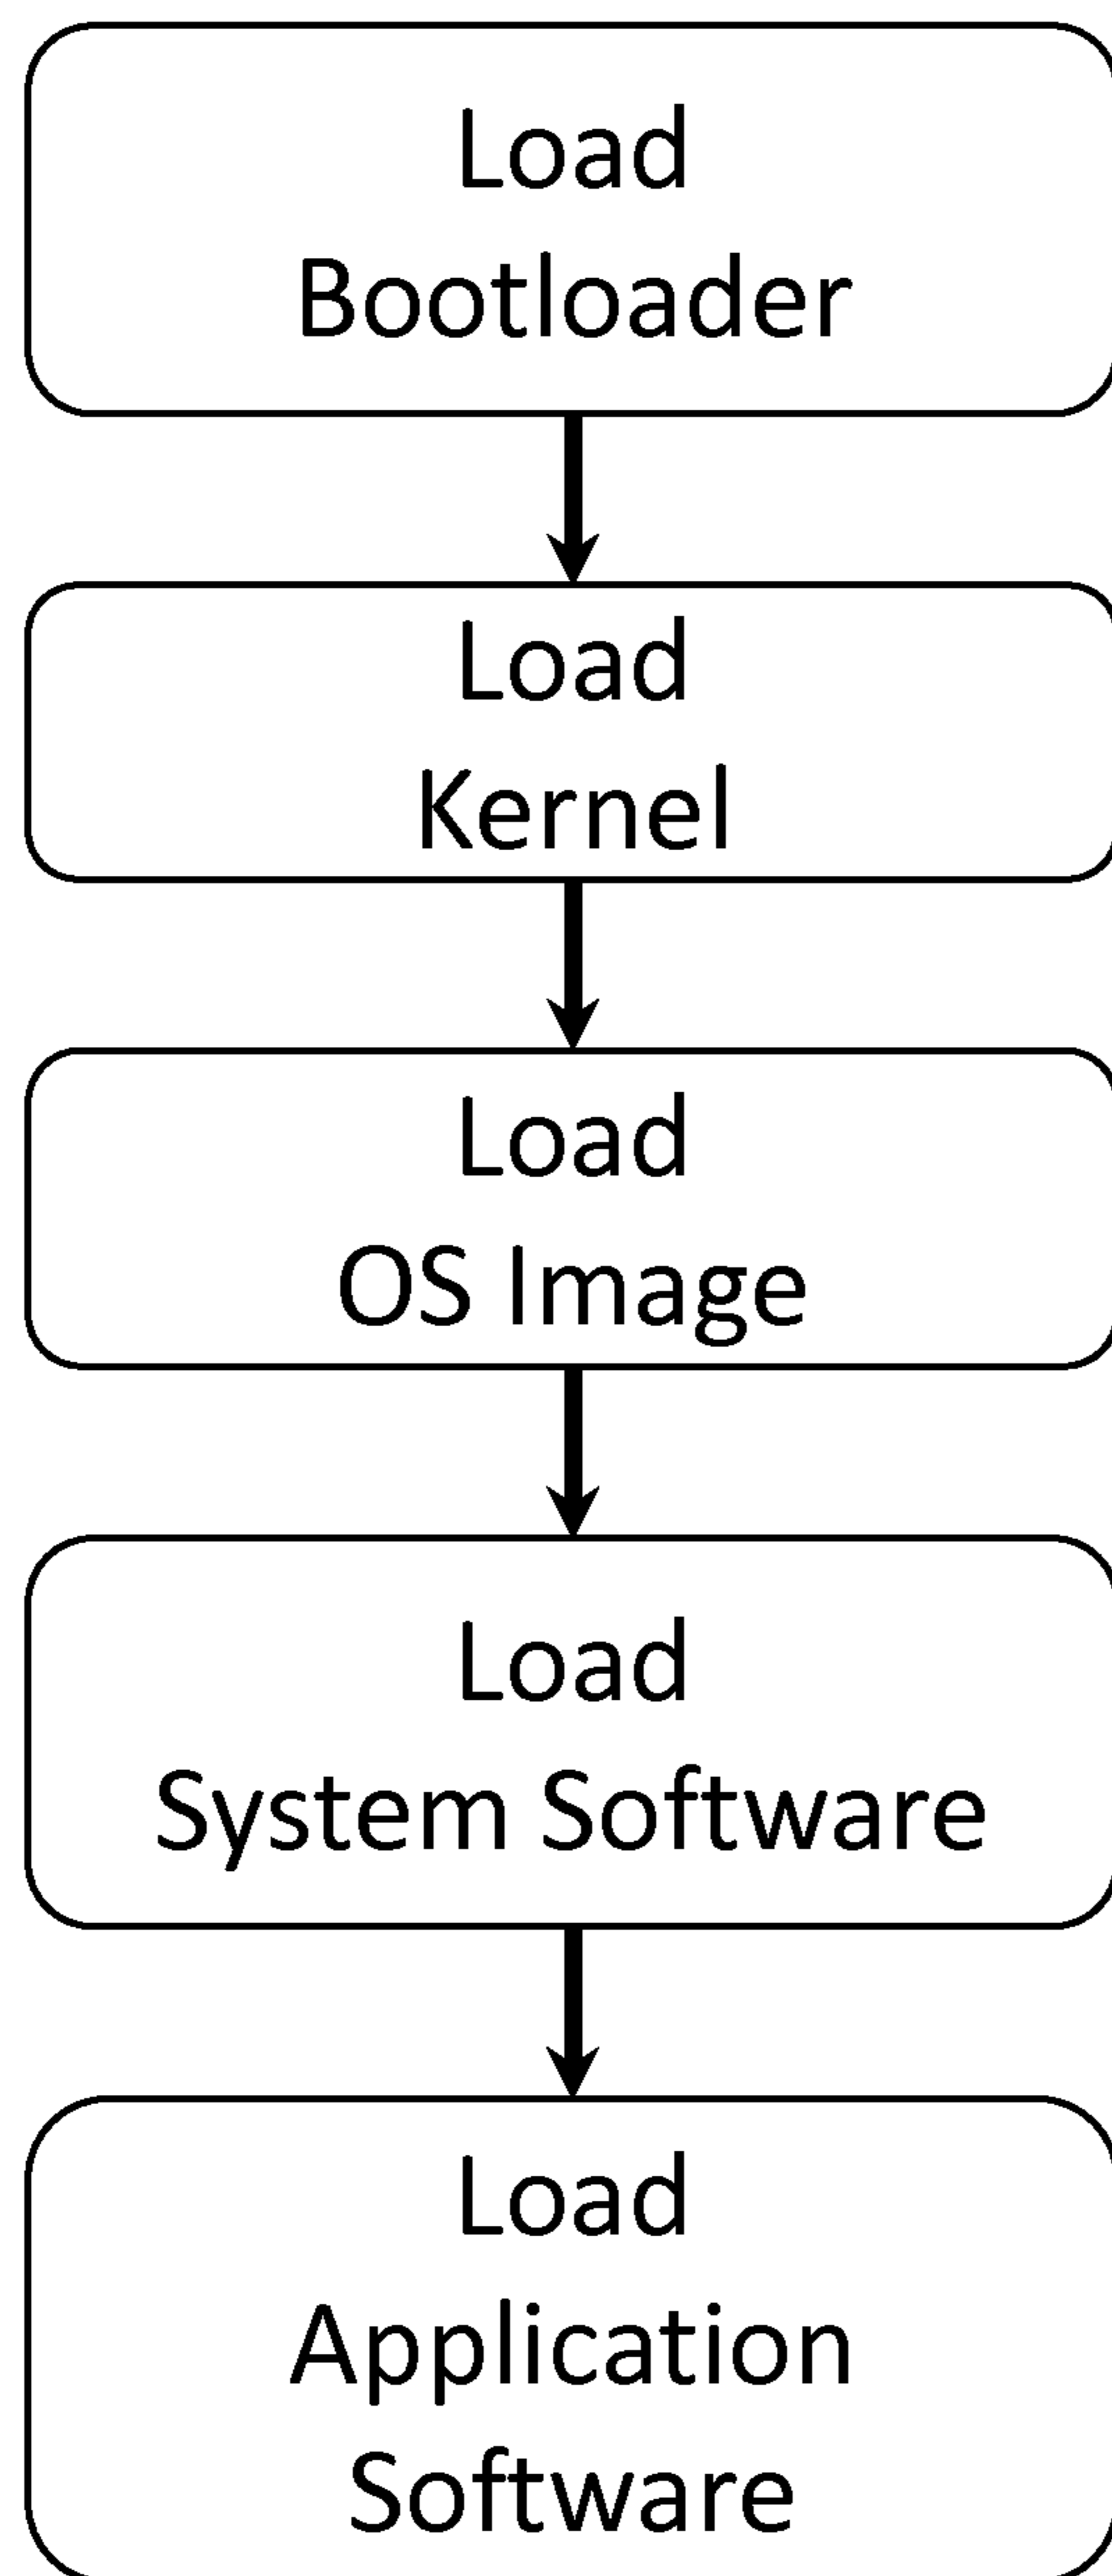 Load
Bootloader
Load
Kernel
Load
OS Image
Load
System Software
Load
Application
Software